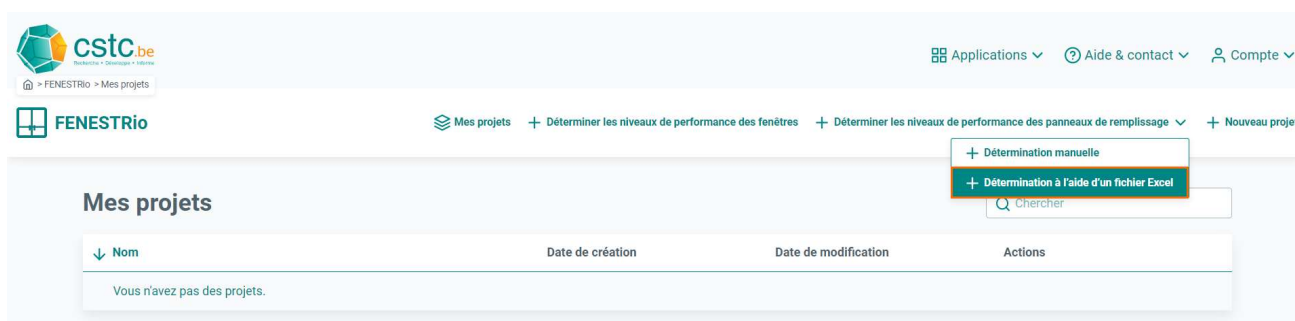 cstc.be
Recherche • Développe • Informe
Applications
Aide & contact
Compte
> FENESTRio > Mes projets
FENESTRio
Mes projets
Déterminer les niveaux de performance des fenêtres
Déterminer les niveaux de performance des panneaux de remplissage
Nouveau proje
Détermination manuelle
Détermination à l'aide d'un fichier Excel
Mes projets
Chercher
Nom
Date de création
Date de modification
Actions
Vous n'avez pas des projets.